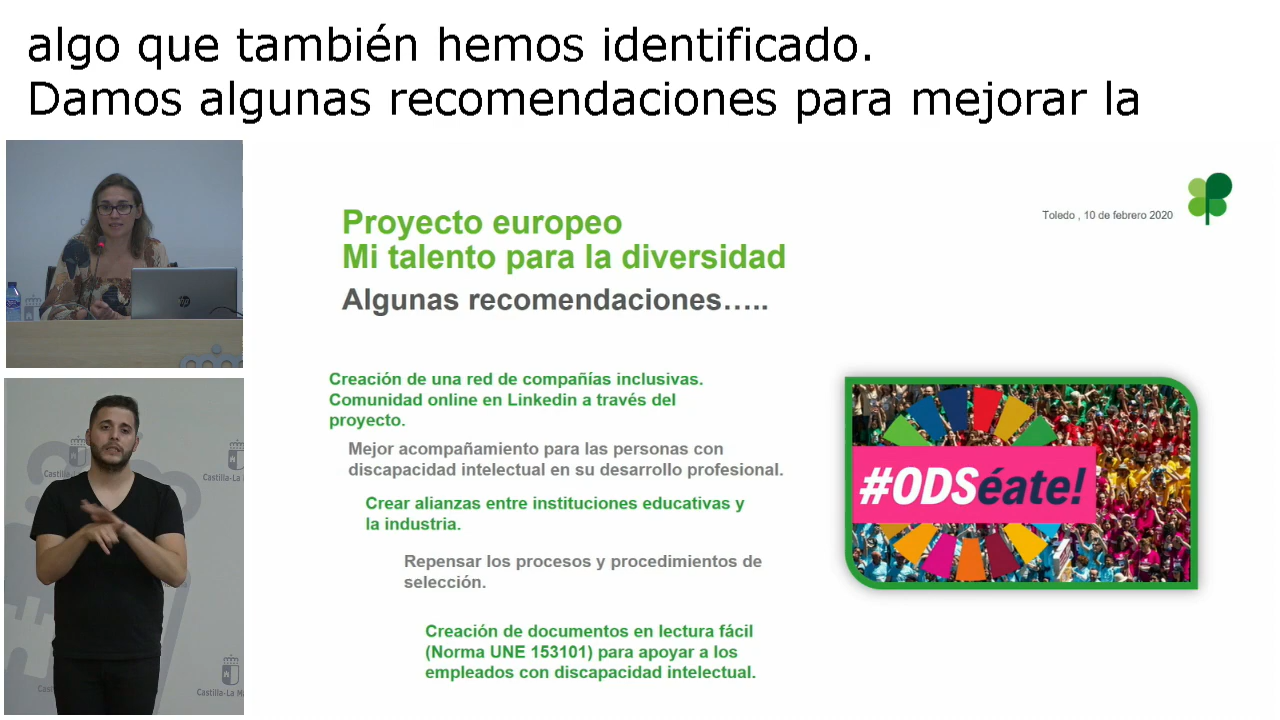 algo que también hemos identificado.
Damos algunas recomendaciones para mejorar la
Proyecto europeo
Mi talento para la diversidad
Algunas recomendaciones…..
Toledo , 10 de febrero 2020
Creación de una red de compañías inclusivas.
Comunidad online en Linkedin a través del
proyecto.
Mejor acompañamiento para las personas con
discapacidad intelectual en su desarrollo profesional.
Crear alianzas entre instituciones educativas y
la industria.
Repensar los procesos y procedimientos de
selección.
Creación de documentos en lectura fácil
(Norma UNE 153101) para apoyar a los
empleados con discapacidad intelectual.
#ODSéate!
hp
Castilla-La M
Castilla-La M